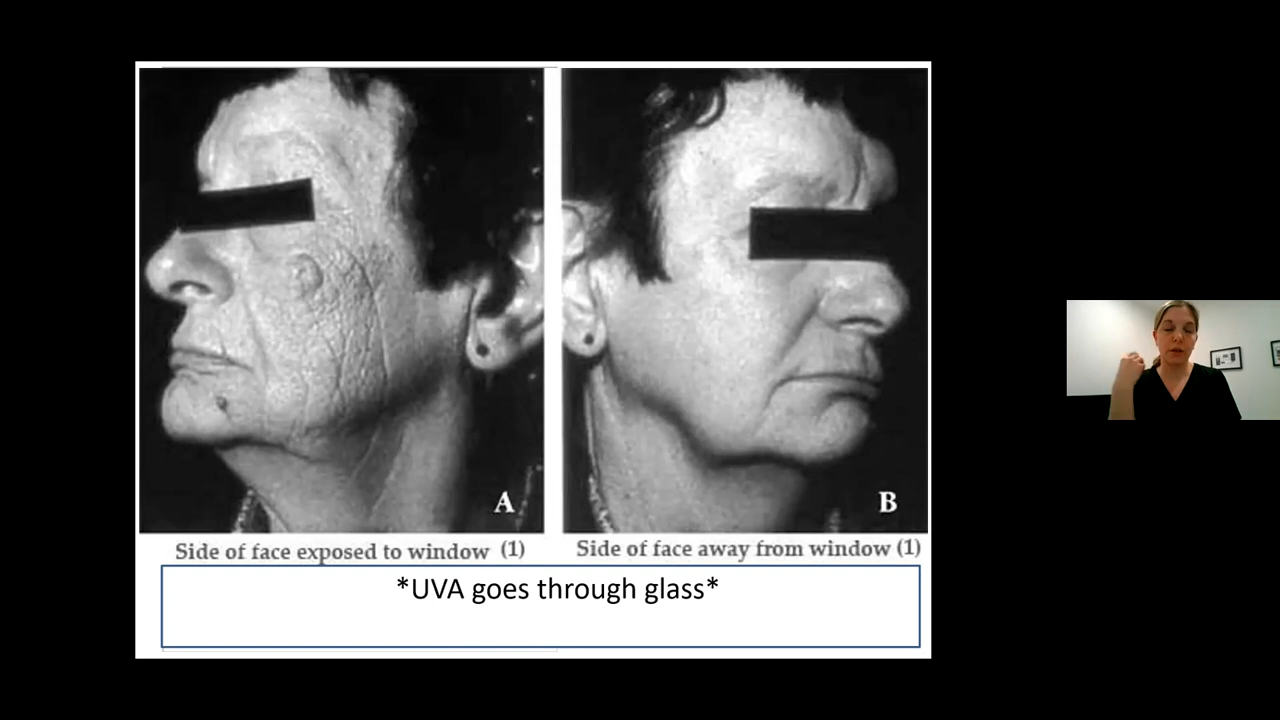 A
B
Side of face exposed to window (1)
Side of face away from window (1)
*UVA goes through glass*